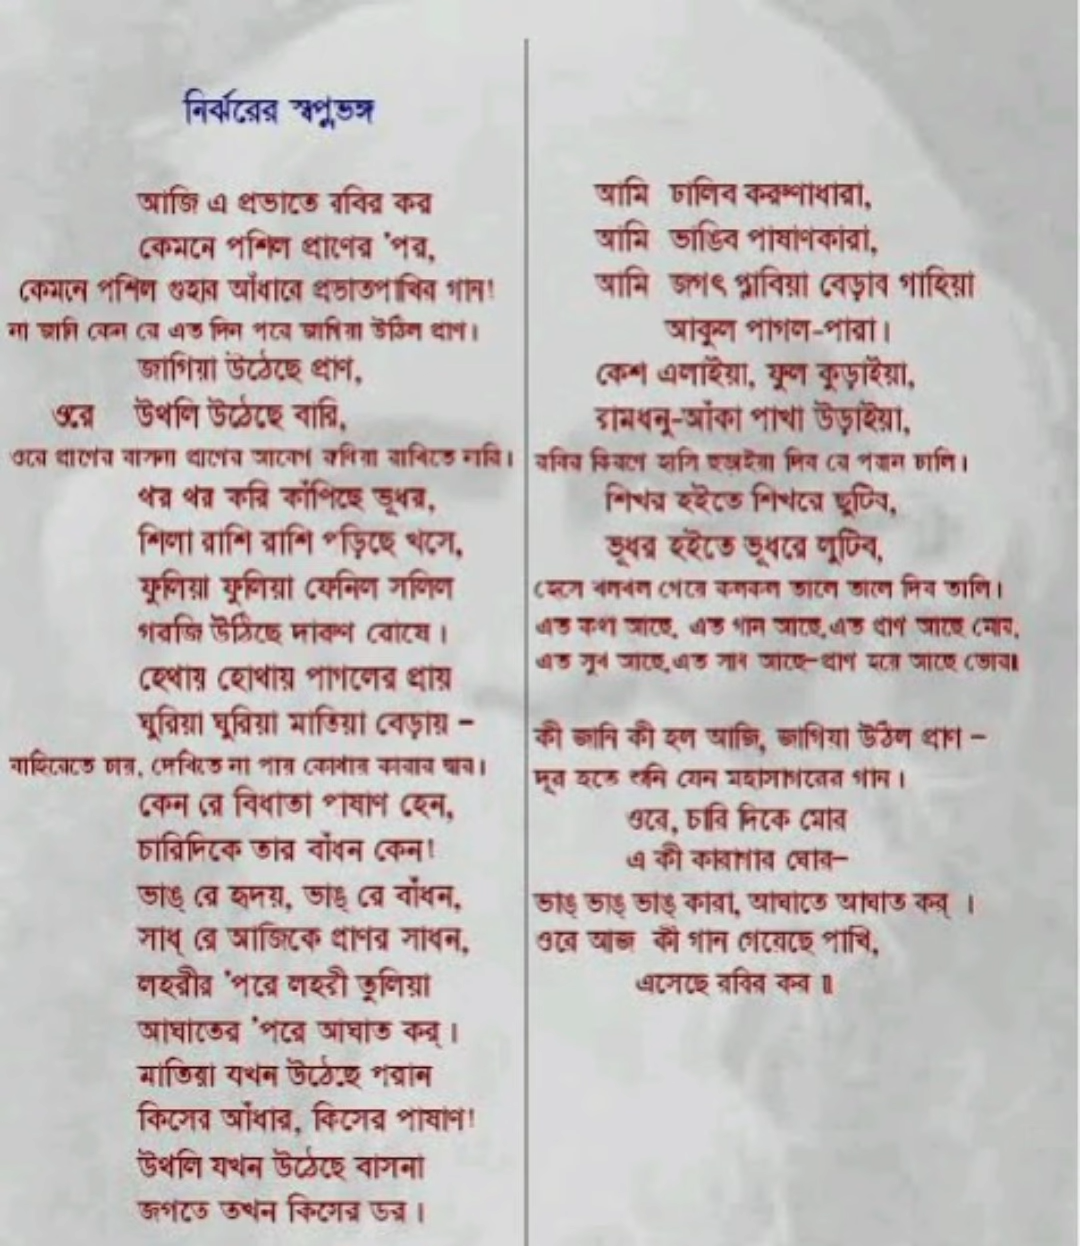 নির্ঝরের স্বপ্নভঙ্গ
আজি এ প্রভাতে রবির কর
কেমনে পশিল প্রাণের 'পর,
কেমনে পশিল গুহার আঁধারে প্রভাতপাখির গান!
না জানি কেন রে এত দিন পরে জাগিয়া উঠিল প্রাণ।
জাগিয়া উঠেছে প্রাণ,
ওরে উথলি উঠেছে বারি,
ওরে প্রাণের বাসনা প্রাণের আবেগ রুধিয়া রাখিতে নারি।
থর থর করি কাঁপিছে ভূধর,
শিলা রাশি রাশি পড়িছে খসে,
ফুলিয়া ফুলিয়া ফেনিল সলিল
গরজি উঠিছে দারুণ রোষে।
হেথায় হোথায় পাগলের প্রায়
ঘুরিয়া ঘুরিয়া মাতিয়া বেড়ায় –
বাহিরেতে চায়, দেখিতে না পায় কোথায় কারার দ্বার।
কেন রে বিধাতা পাষাণ হেন,
চারিদিকে তার বাঁধন কেন!
ভাঙ্ রে হৃদয়, ভাঙ্ রে বাঁধন,
সাধ্ রে আজিকে প্রাণর সাধন,
লহরীর 'পরে লহরী তুলিয়া
আঘাতের 'পরে আঘাত কর্।
মাতিয়া যখন উঠেছে পরান
কিসের আঁধার, কিসের পাষাণ!
উথলি যখন উঠেছে বাসনা
জগতে তখন কিসের ডর।
আমি ঢালিব করুণাধারা,
আমি ভাঙিব পাষাণকারা,
আমি জগৎ প্লাবিয়া বেড়াব গাহিয়া
আকুল পাগল-পারা।
কেশ এলাইয়া, ফুল কুড়াইয়া,
রামধনু-আঁকা পাখা উড়াইয়া,
রবির কিরণে হাসি ছড়াইয়া দিব রে পরান ঢালি।
শিখর হইতে শিখরে ছুটিব,
ভূধর হইতে ভূধরে লুটিব,
হেসে খলখল গেয়ে কলকল তালে তালে দিব তালি।
এত কথা আছে, এত গান আছে,এত প্রাণ আছে মোর,
এত সুখ আছে,এত সাধ আছে–প্রাণ হয়ে আছে ভোর॥
কী জানি কী হল আজি, জাগিয়া উঠিল প্রাণ –
দূর হতে শুনি যেন মহাসাগরের গান।
ওরে, চারি দিকে মোর
এ কী কারাগার ঘোর–
ভাঙ্ ভাঙ্ ভাঙ্ কারা, আঘাতে আঘাত কর্ ।
ওরে আজ কী গান গেয়েছে পাখি,
এসেছে রবির কর ॥